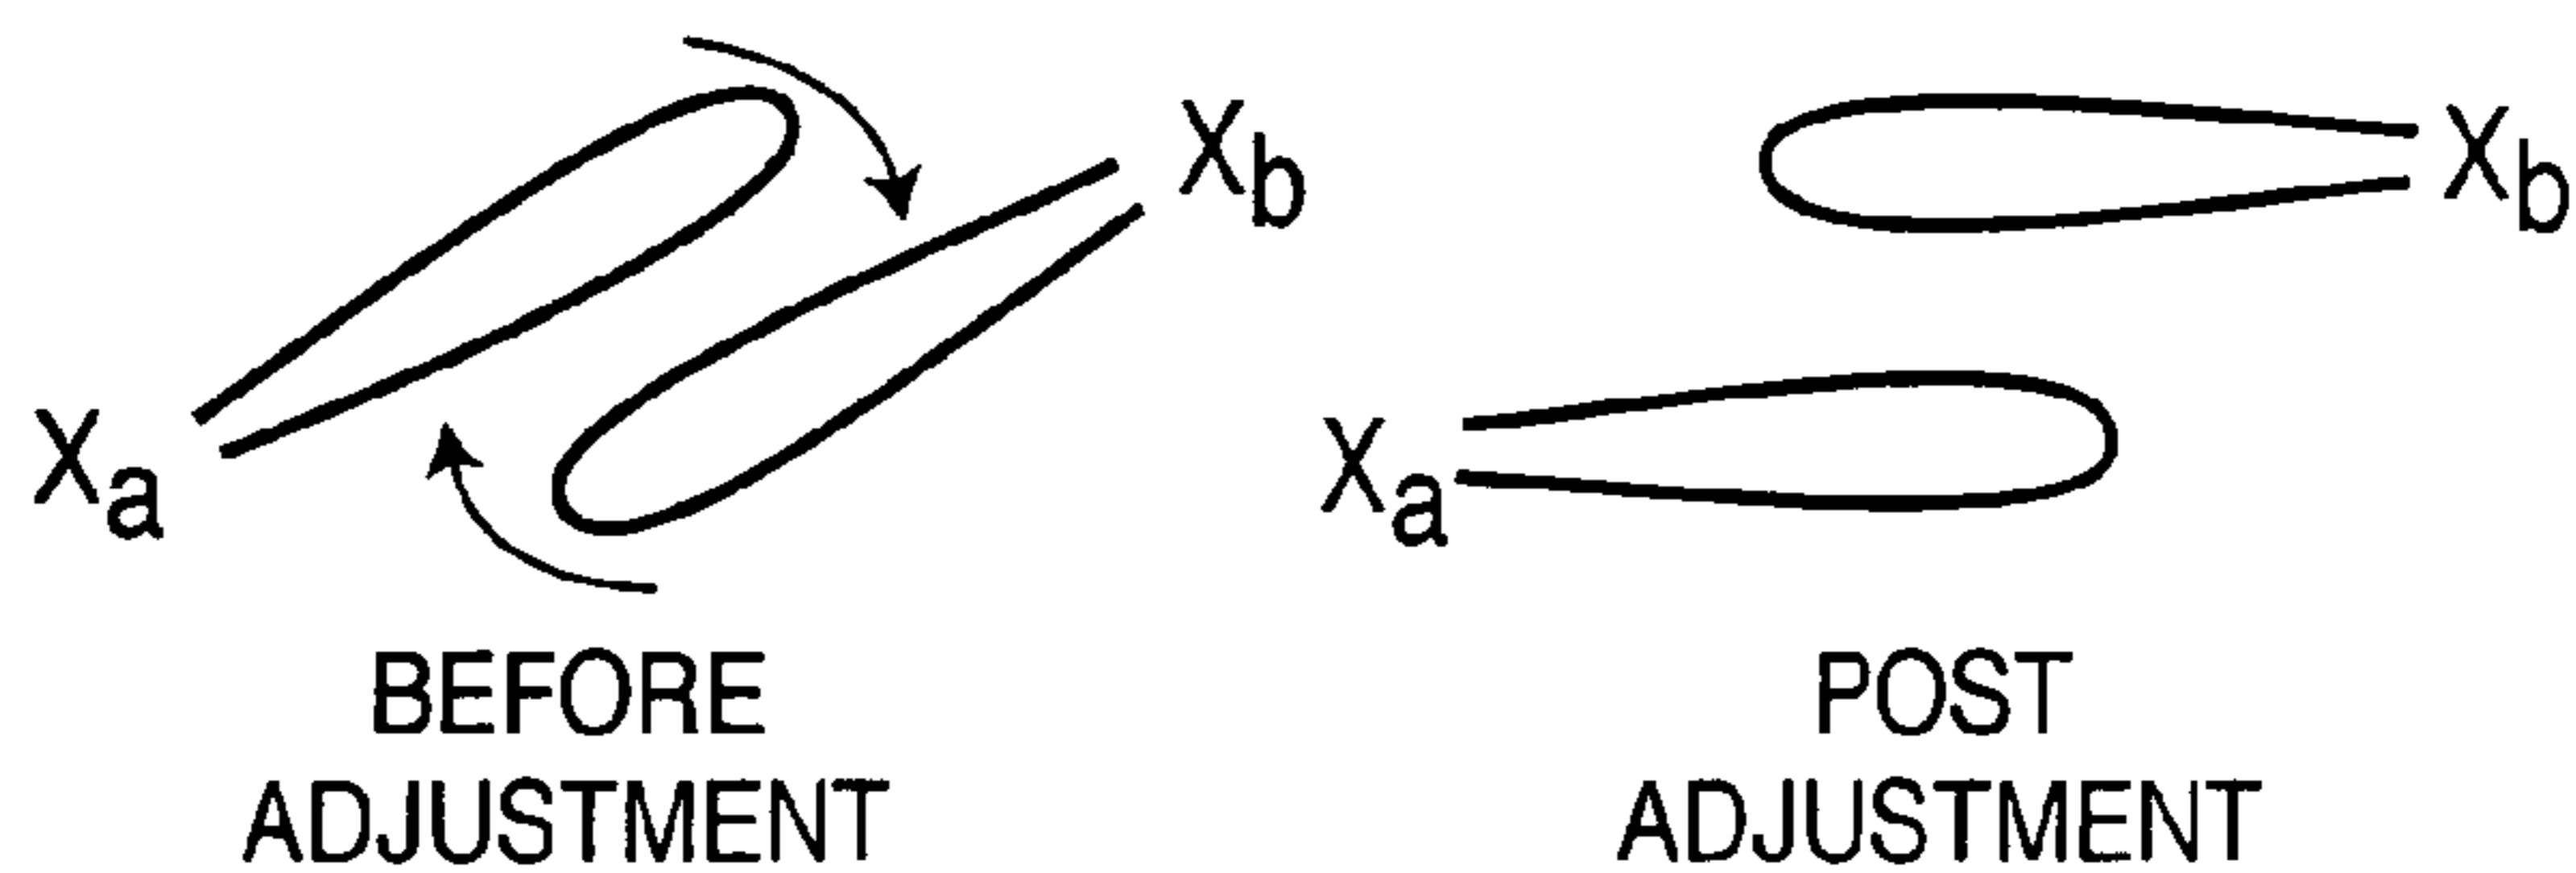 Xa
Xb
BEFORE
ADJUSTMENT
Xb
Xa
POST
ADJUSTMENT